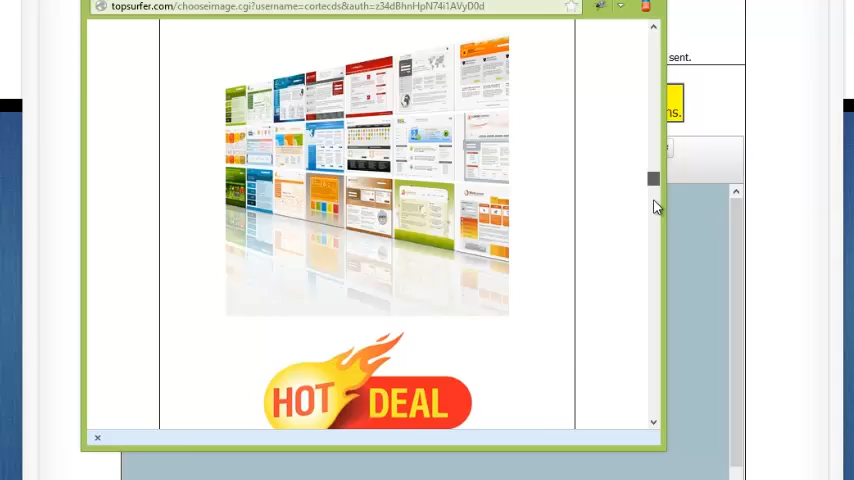 topsurfer.com/chooseimage.cgi?username=cortecds&auth=z34dBhnHpN74i1AVyD0d
sent.
ns.
HOT DEAL